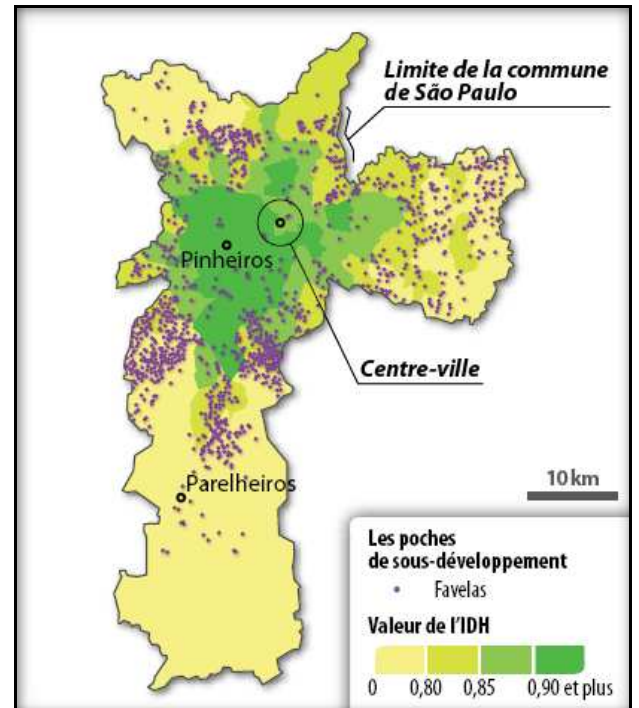 Limite de la commune
de São Paulo
Pinheiros
Centre-ville
Parelheiros
10 km
Les poches
de sous-développement
Favelas
Valeur de l'IDH
0 0,80 0,85 0,90 et plus